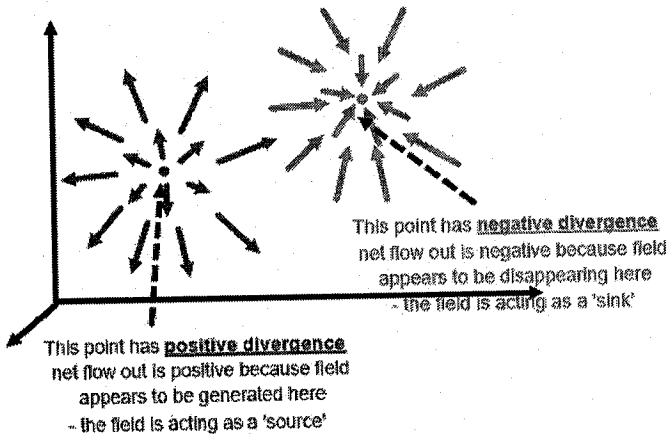 This point has negative divergence
net flow out is negative because field
appears to be disappearing here
- the field is acting as a 'sink'
This point has positive divergence
net flow out is positive because field
appears to be generated here
- the field is acting as a 'source'